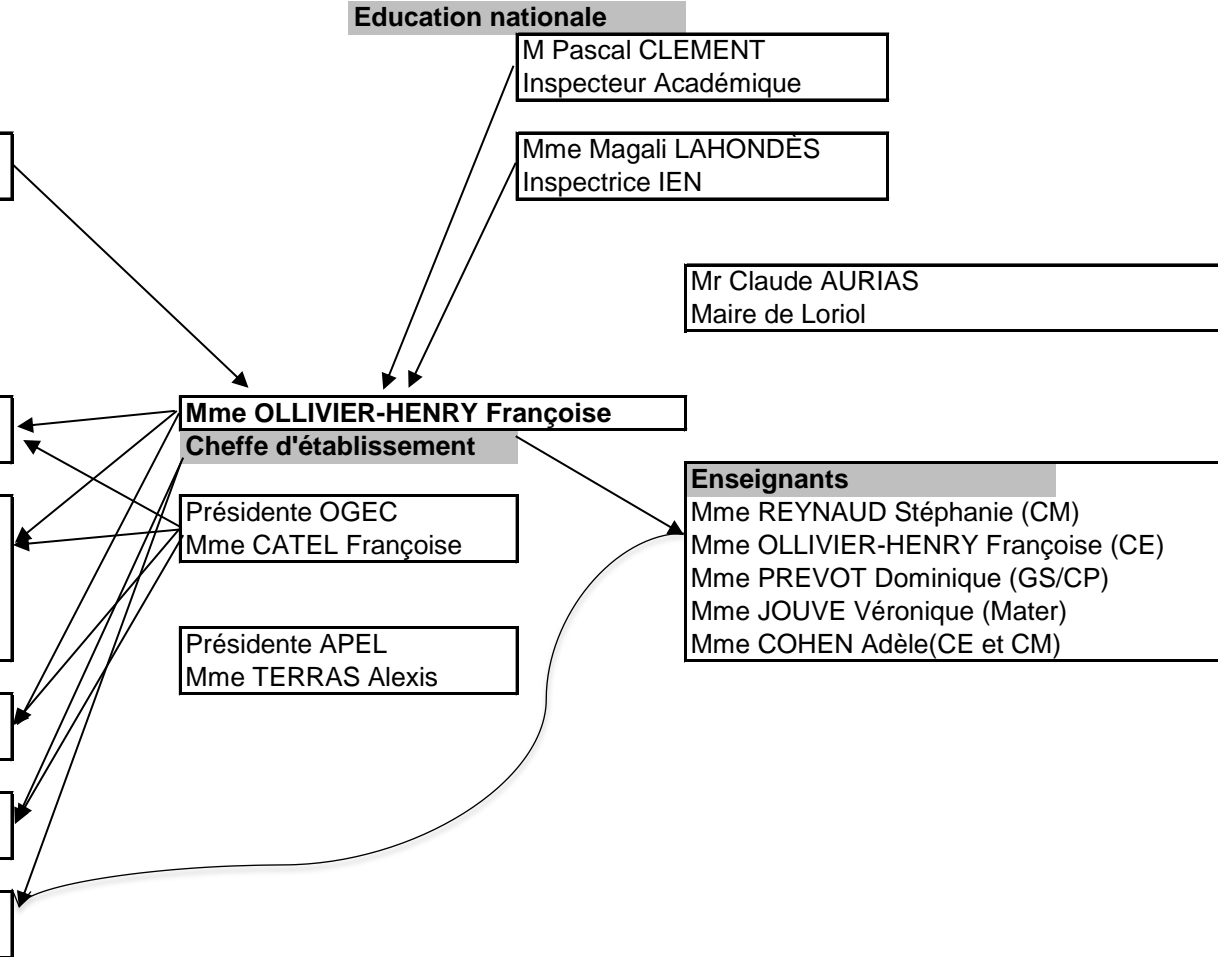 Education nationale
M Pascal CLEMENT
Inspecteur Académique
Mme Magali LAHONDÈS
Inspectrice IEN
Mr Claude AURIAS
Maire de Loriol
Mme OLLIVIER-HENRY Françoise
Cheffe d'établissement
Présidente OGEC
Mme CATEL Françoise
Présidente APEL
Mme TERRAS Alexis
Enseignants
Mme REYNAUD Stéphanie (CM)
Mme OLLIVIER-HENRY Françoise (CE)
Mme PREVOT Dominique (GS/CP)
Mme JOUVE Véronique (Mater)
Mme COHEN Adèle(CE et CM)